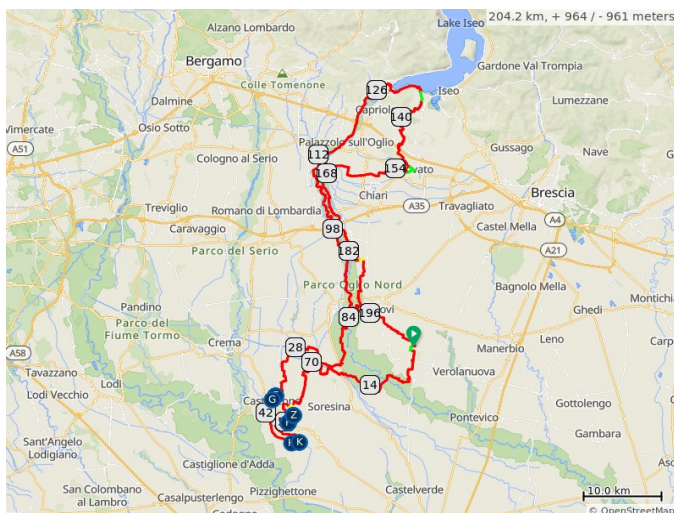 204.2 km, + 964 / - 961 meters
Lake Iseo
Alzano Lombardo
Gardone Val Trompia
Bergamo
Colle Tomenone
126
Iseo
Dalmine
Capriol
Lumezzane
Vimercate
140
Osio Sotto
A51
Palazzolo sull'Oglio
Gussago
Nave
112
Cologno al Serio
154
vato
168
Brescia
Chiari
Treviglio
Romano di Lombardia
A35
Travagliato
A4
Caravaggio
98
Castel Mella
182
A21
Parco del Serio
Bagnolo Mella
Parco Oglio Nord
Montichia
Pandino
196
ovi
Ghedi
84
Parco del
Fiume Tormo
Crema
28
Manerbio
Leno
Carp
A58
70
Verolanuova
Tavazzano
Lodi
14
Lodi Vecchio
G
Caste
42
Z
Soresina
Gottolengo
Pontevico
Sant'Angelo
Lodigiano
K
Gambara
Castiglione d'Adda
San Colombano
al Lambro
Pizzighettone
Castelverde
Casalpusterlengo
Codogno
10.0 km
© OpenStreetMap